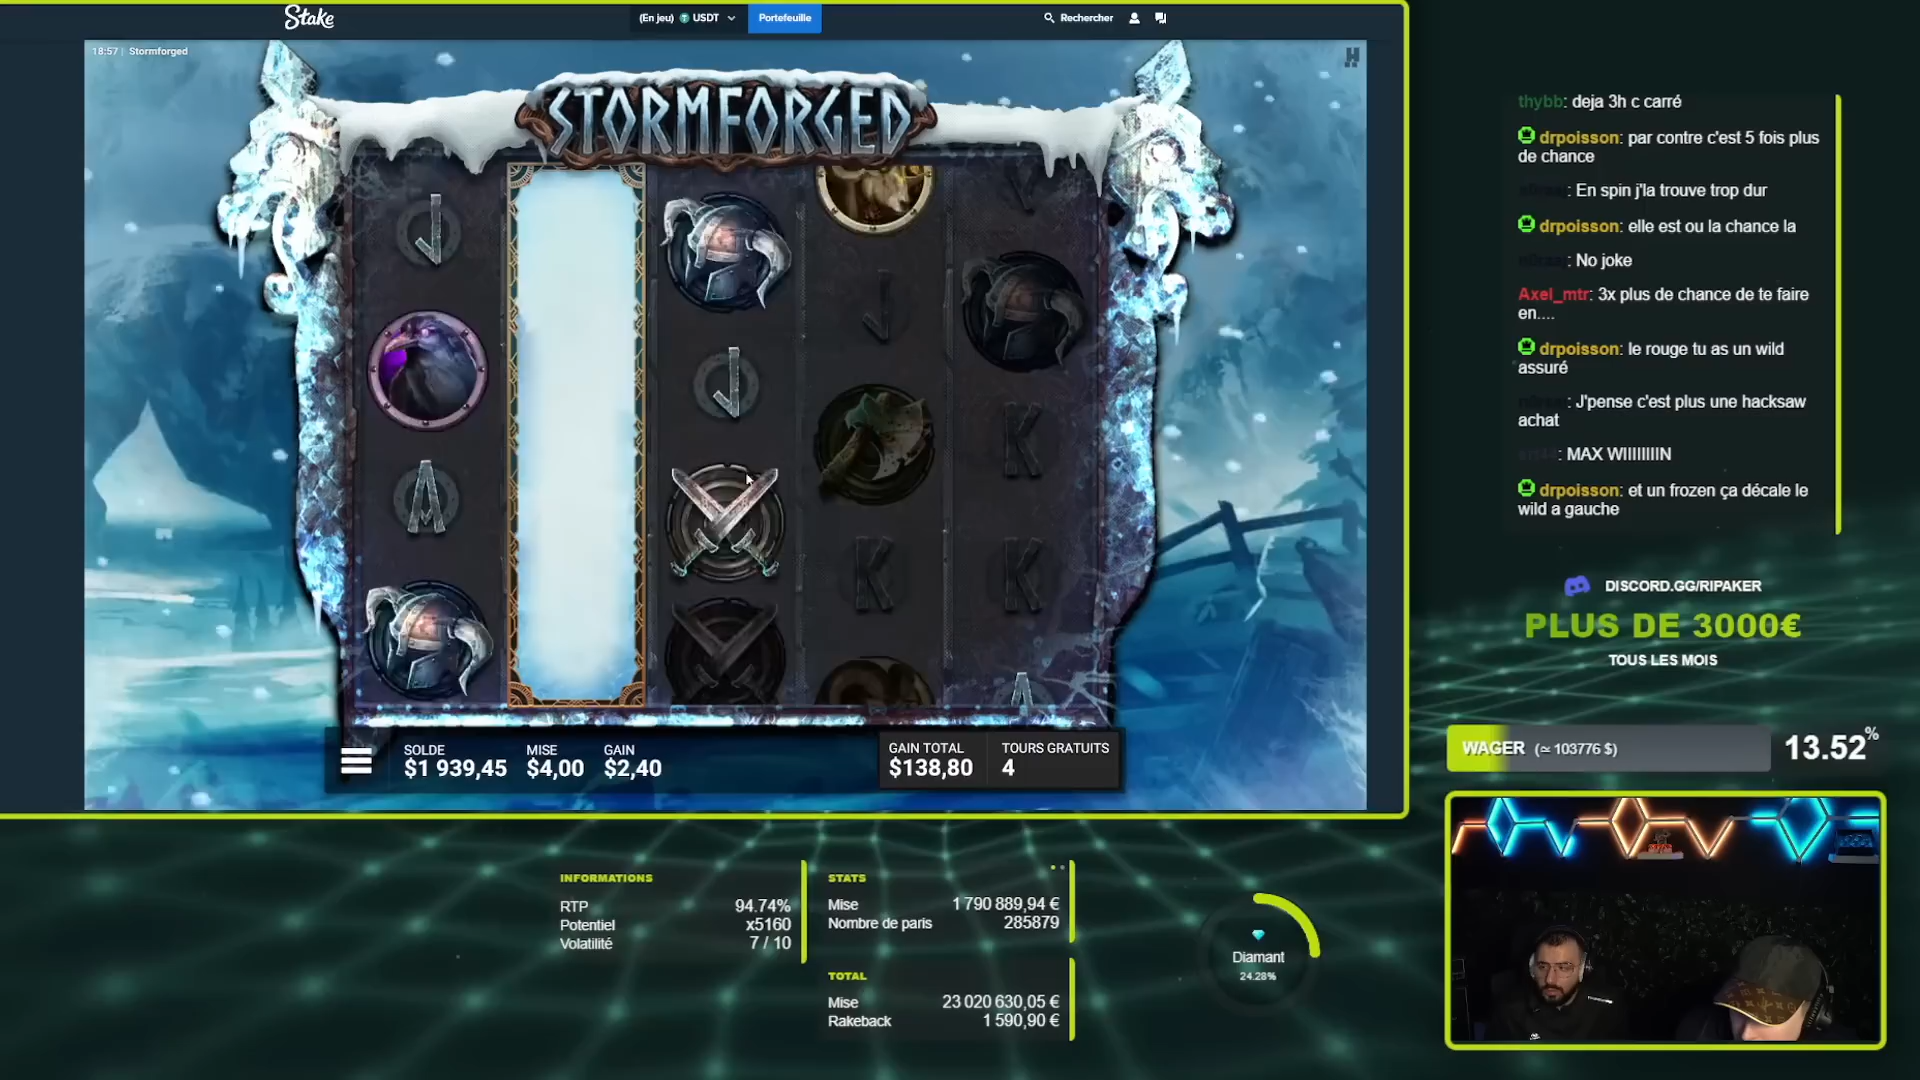 Stake
(En jeu) USDT
Portefeuille
Rechercher
18:57 | Stormforged
STORMFORGED
J
J
J
A
K
K
K
A
SOLDE
$1 939,45
MISE
$4,00
GAIN
$2,40
GAIN TOTAL
$138,80
TOURS GRATUITS
4
thybb: deja 3h c carré
drpoisson: par contre c'est 5 fois plus
de chance
: En spin j'la trouve trop dur
drpoisson: elle est ou la chance la
: No joke
Axel_mtr: 3x plus de chance de te faire
en....
drpoisson: le rouge tu as un wild
assuré
: J'pense c'est plus une hacksaw
achat
: MAX WIIIIIIIN
drpoisson: et un frozen ça décale le
wild a gauche
DISCORD.GG/RIPAKER
PLUS DE 3000€
TOUS LES MOIS
WAGER (≃ 103776 $)
13.52%
INFORMATIONS
RTP 94.74%
Potentiel x5160
Volatilité 7 / 10
STATS
Mise 1 790 889,94 €
Nombre de paris 285879
TOTAL
Mise 23 020 630,05 €
Rakeback 1 590,90 €
Diamant
24.28%